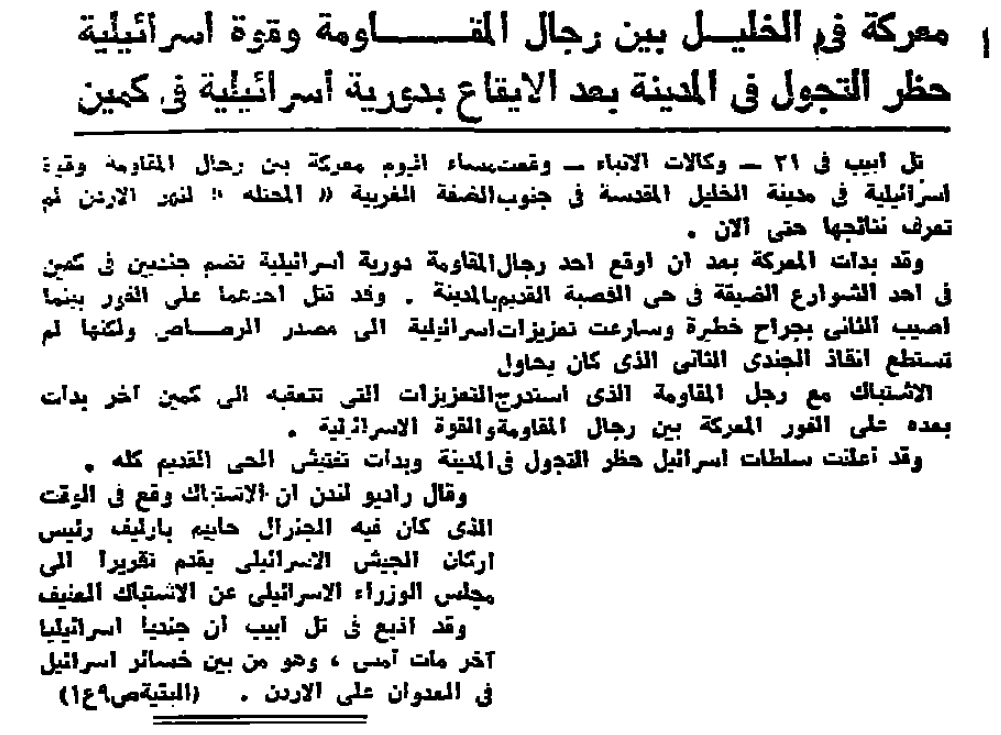 معركة فى الخليل بين رجال المقاومة وقوة اسرائيلية
حظر التجول فى المدينة بعد الايقاع بدورية أسرائيلية فى كمين
تل ابيب فى ٢١ — وكالات الانباء — وقعت مساء اليوم معركة بين رجال المقاومة وقوة
اسرائيلية فى مدينة الخليل المقدسة فى جنوب الضفة الغربية « المحتلة » لنهر الاردن لم
تعرف نتائجها حتى الان .
وقد بدات المعركة بعد ان اوقع احد رجال المقاومة دورية اسرائيلية تضم جنديين فى كمين
فى احد الشوارع الضيقة فى حى القصبة القديم بالمدينة . وقد قتل احدهما على الفور بينما
اصيب الثانى بجراح خطيرة وسارعت تعزيزات اسرائيلية الى مصدر الرصاص ولكنها لم
تستطع انقاذ الجندى الثانى الذى كان يحاول
الاشتباك مع رجل المقاومة الذى استدرج التعزيزات التى تتعقبه الى كمين آخر بدات
بعده على الفور المعركة بين رجال المقاومة والقوة الاسرائيلية .
وقد أعلنت سلطات اسرائيل حظر التجول فى المدينة وبدات تفتيش الحى القديم كله .
وقال راديو لندن ان الاشتباك وقع فى الوقت
الذى كان فيه الجنرال حاييم بارليف رئيس
اركان الجيش الاسرائيلى يقدم تقريرا الى
مجلس الوزراء الاسرائيلى عن الاشتباك العنيف
وقد اذيع فى تل ابيب أن جنديا اسرائيليا
آخر مات أمس ، وهو من بين خسائر اسرائيل
فى العدوان على الاردن . (البقية ص٩ ع١)